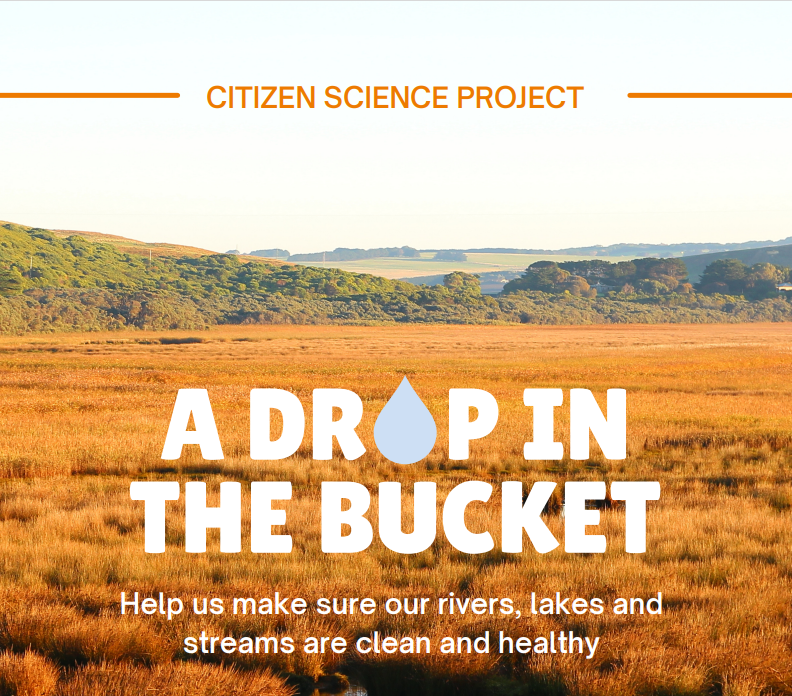 CITIZEN SCIENCE PROJECT
A DROP IN
THE BUCKET
Help us make sure our rivers, lakes and
streams are clean and healthy